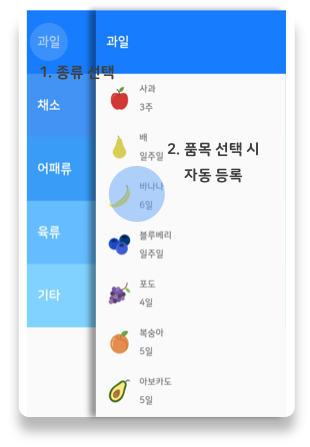 과일
1. 종류 선택
채소
어패류
육류
기타
과일
사과
3주
배
일주일
2. 품목 선택 시
자동 등록
바나나
6일
블루베리
일주일
포도
4일
복숭아
5일
아보카도
5일